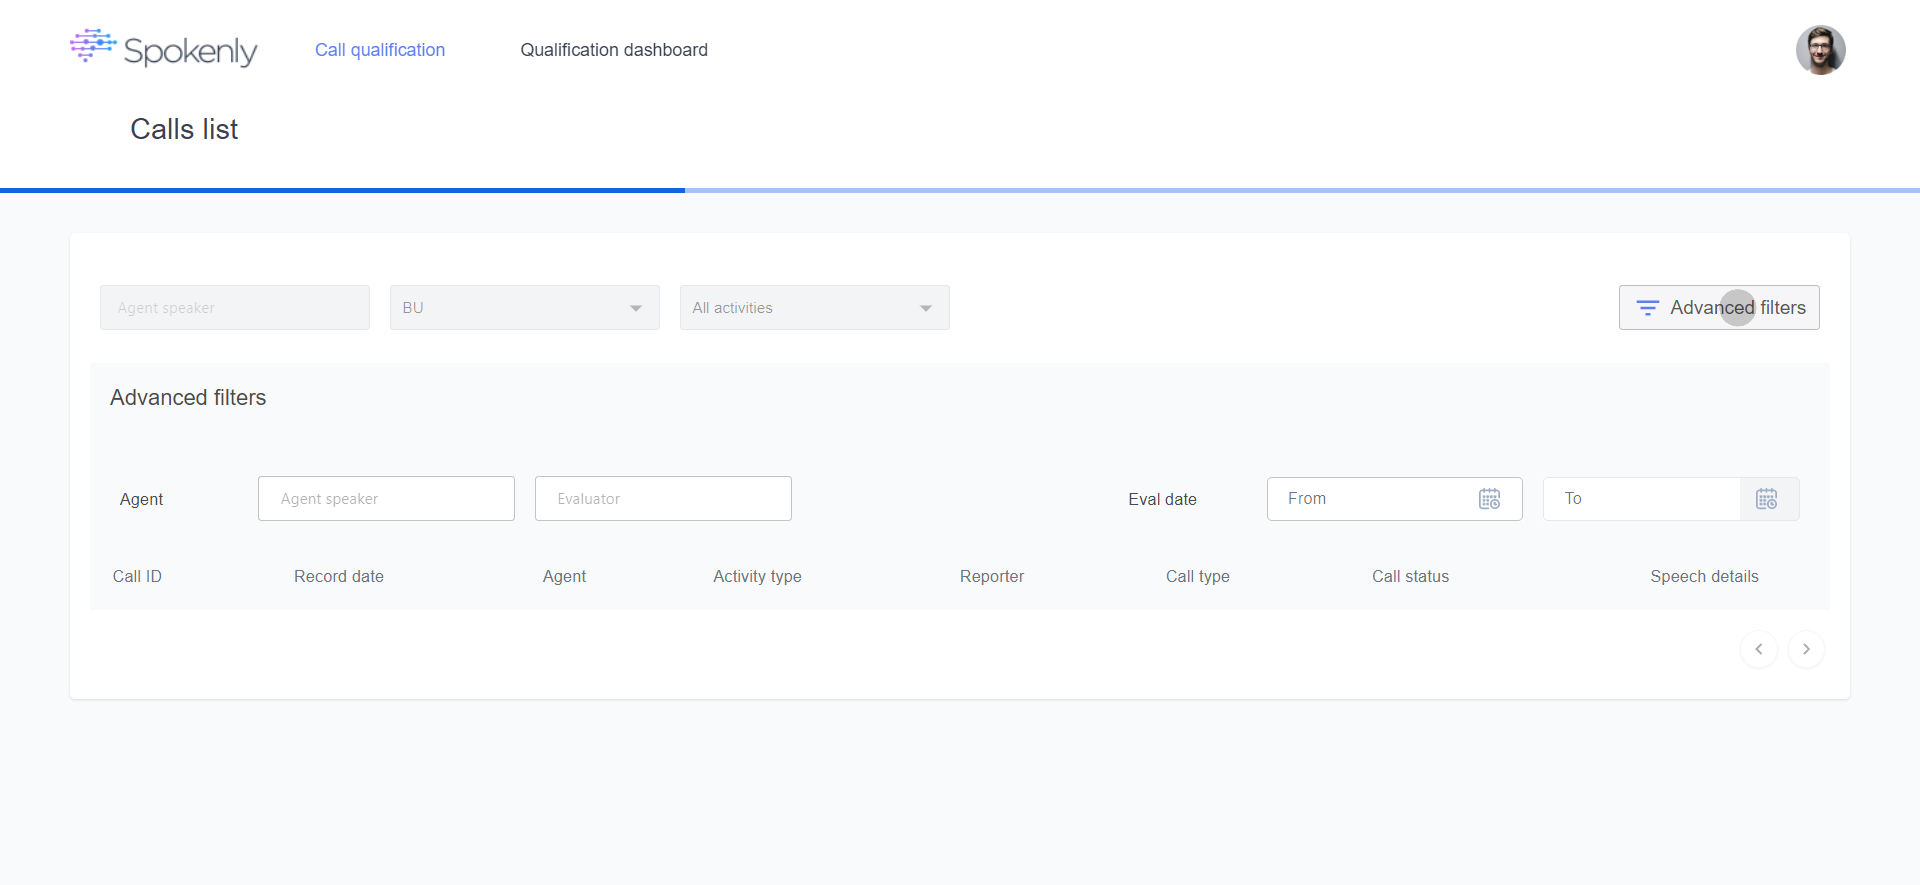 Spokenly Call qualification Qualification dashboard
Calls list
Agent speaker BU All activities Advanced filters
Advanced filters
Agent Agent speaker Evaluator Eval date From To
Call ID Record date Agent Activity type Reporter Call type Call status Speech details